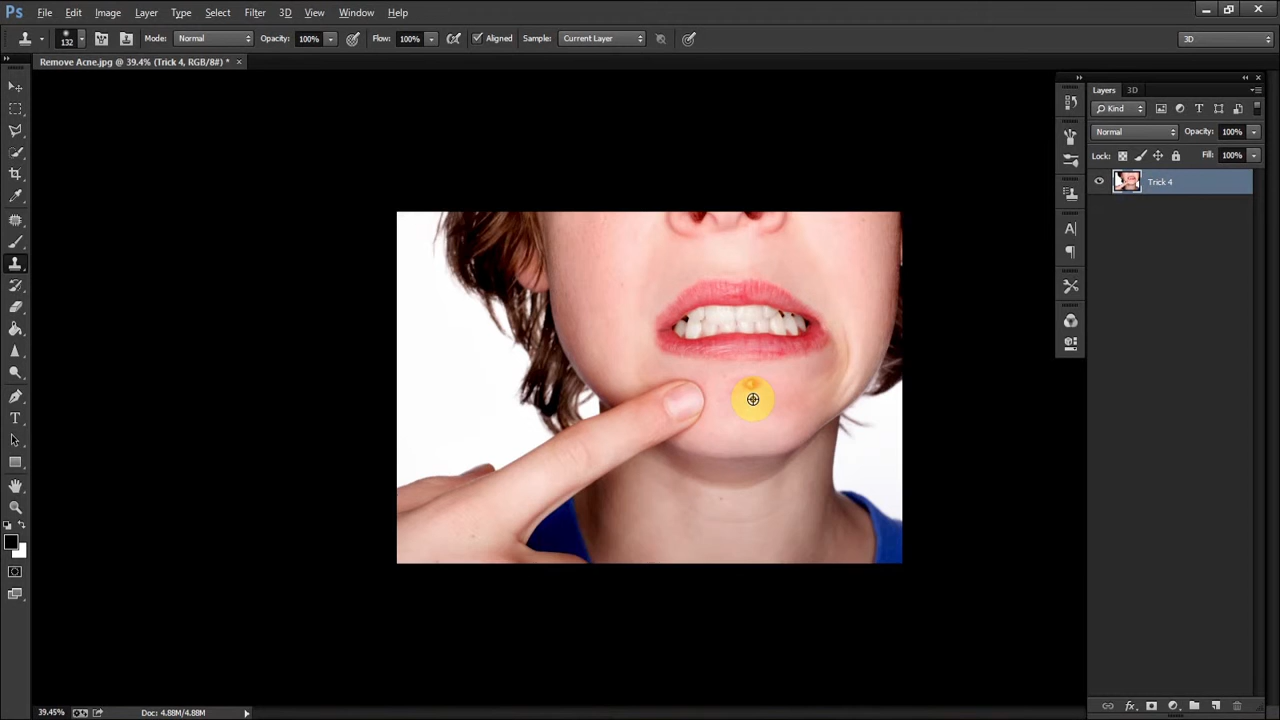 Ps File Edit Image Layer Type Select Filter 3D View Window Help
132 Mode: Normal Opacity: 100% Flow: 100% Aligned Sample: Current Layer 3D
Remove Acne.jpg @ 39.4% (Trick 4, RGB/8#) * ×
Layers 3D
Kind
Normal Opacity: 100%
Lock: Fill: 100%
Trick 4
39.45% Doc: 4.88M/4.88M